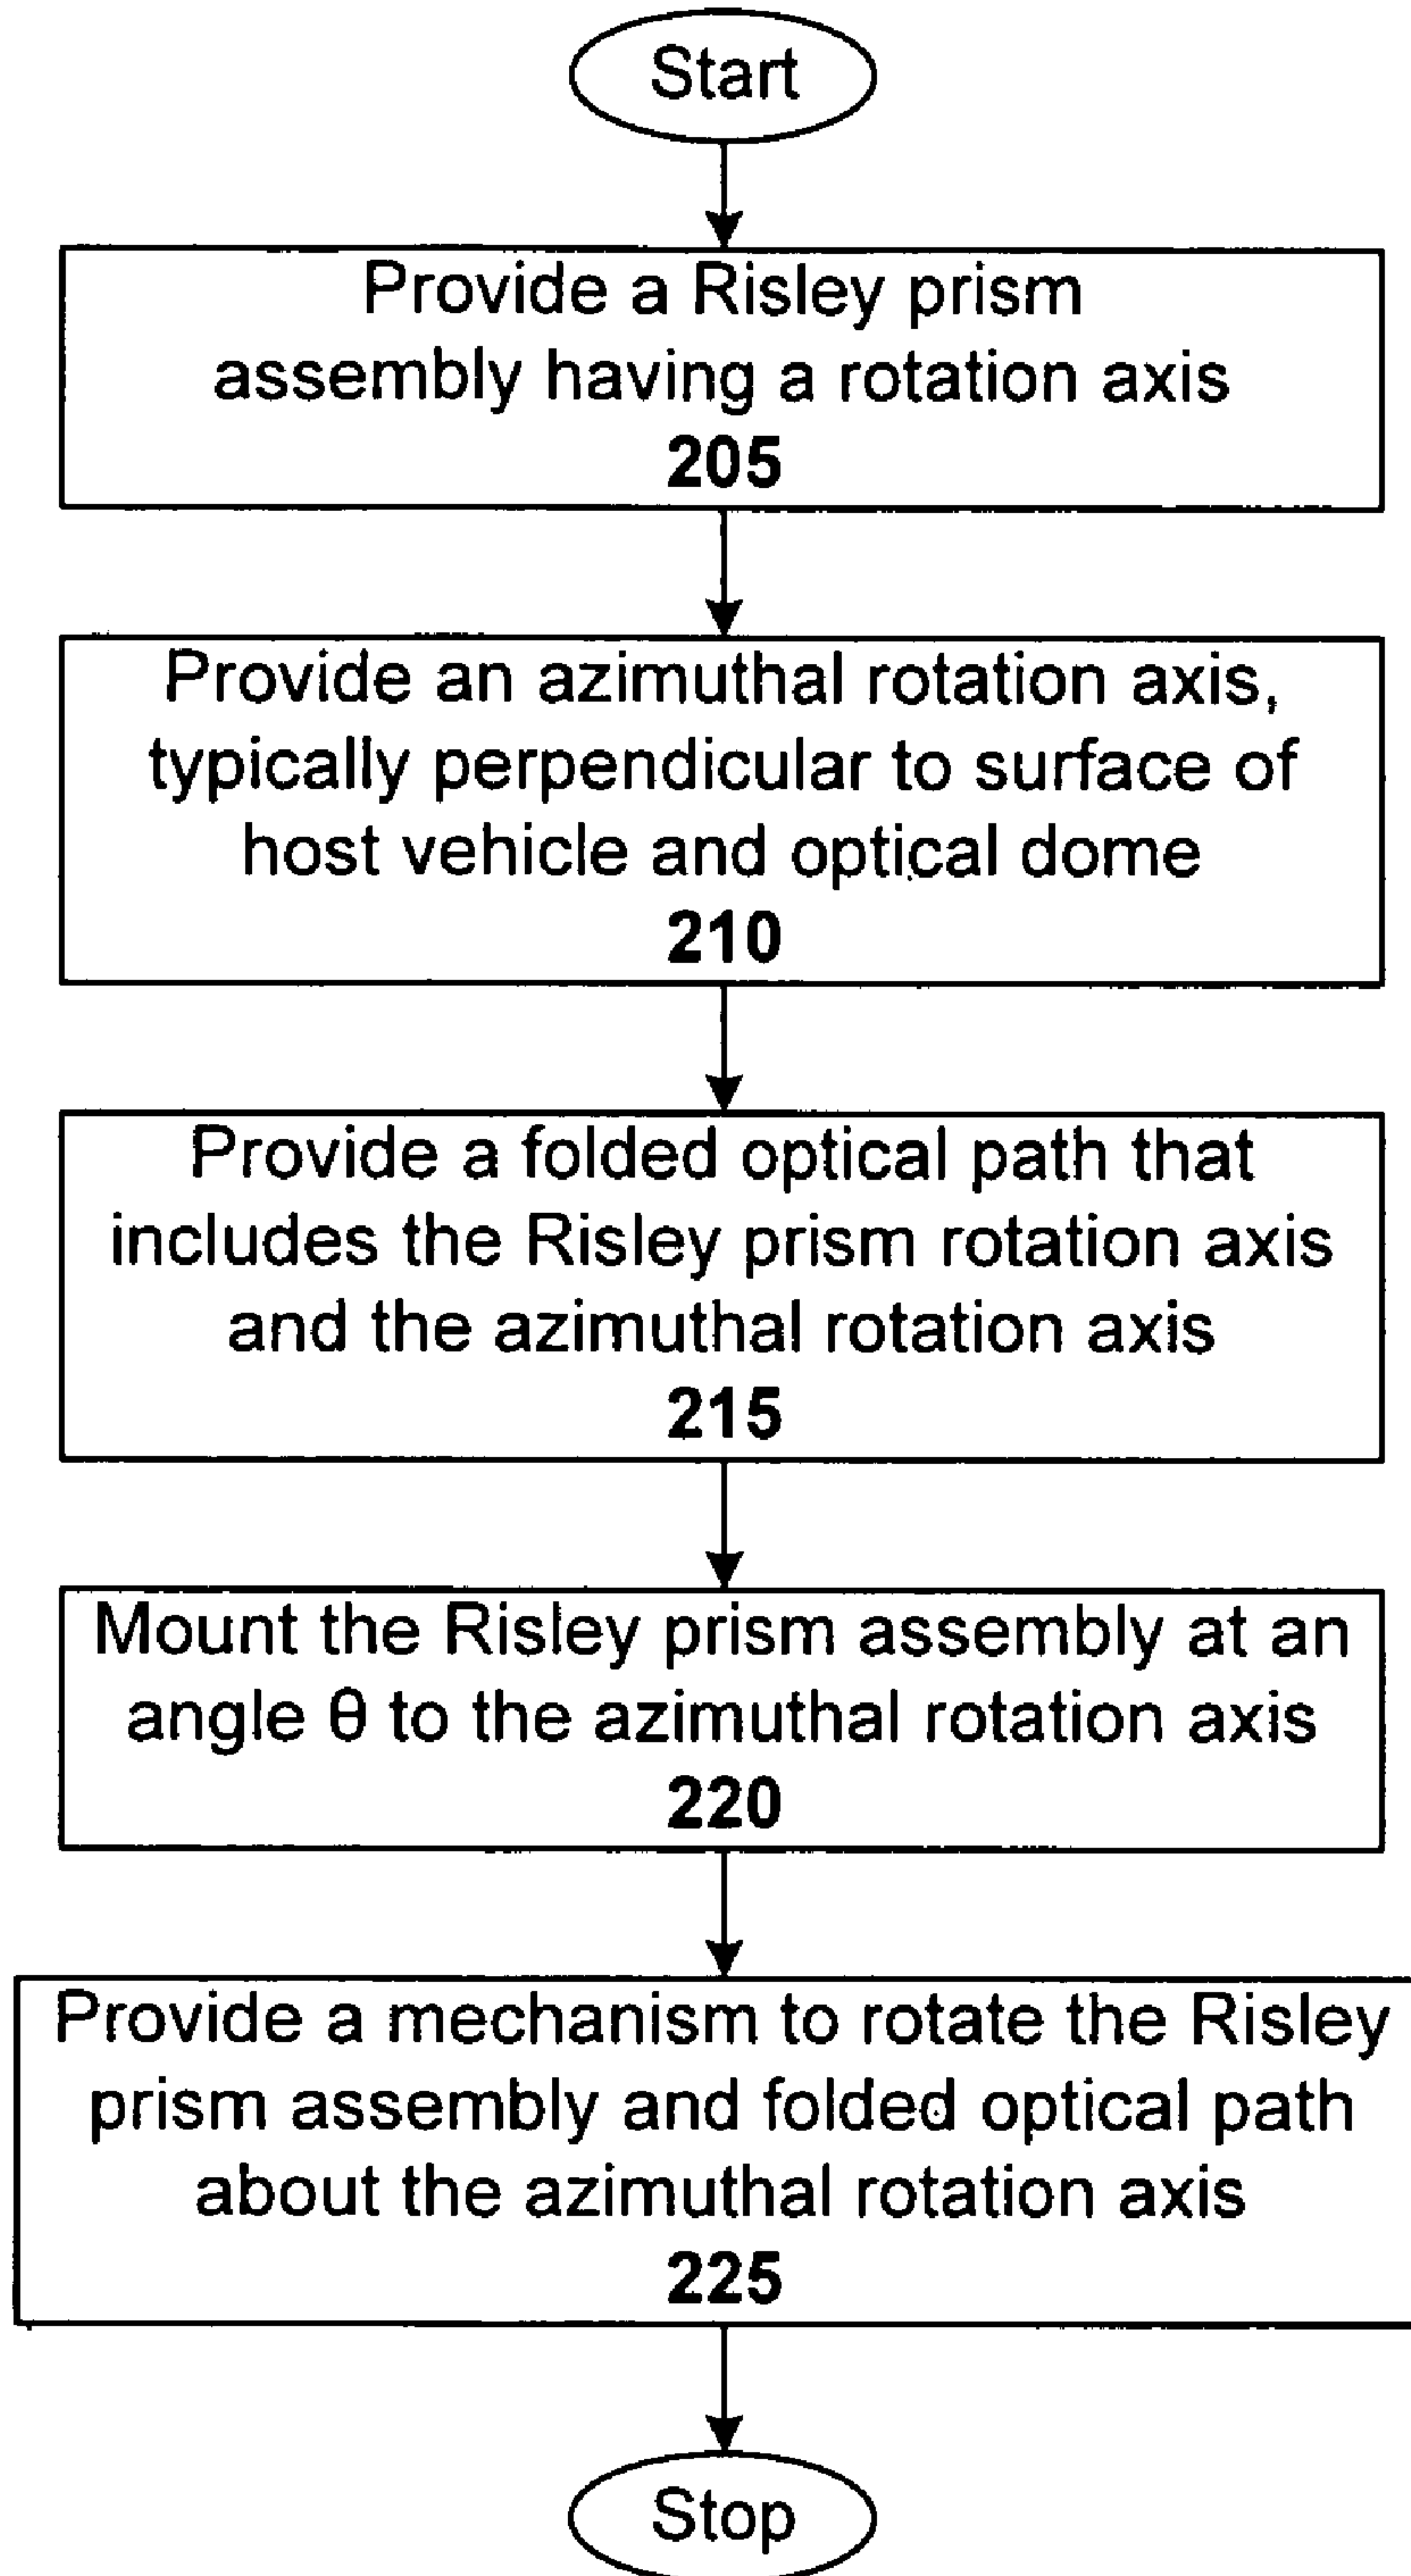 Start
Provide a Risley prism
assembly having a rotation axis
205
Provide an azimuthal rotation axis,
typically perpendicular to surface of
host vehicle and optical dome
210
Provide a folded optical path that
includes the Risley prism rotation axis
and the azimuthal rotation axis
215
Mount the Risley prism assembly at an
angle θ to the azimuthal rotation axis
220
Provide a mechanism to rotate the Risley
prism assembly and folded optical path
about the azimuthal rotation axis
225
Stop